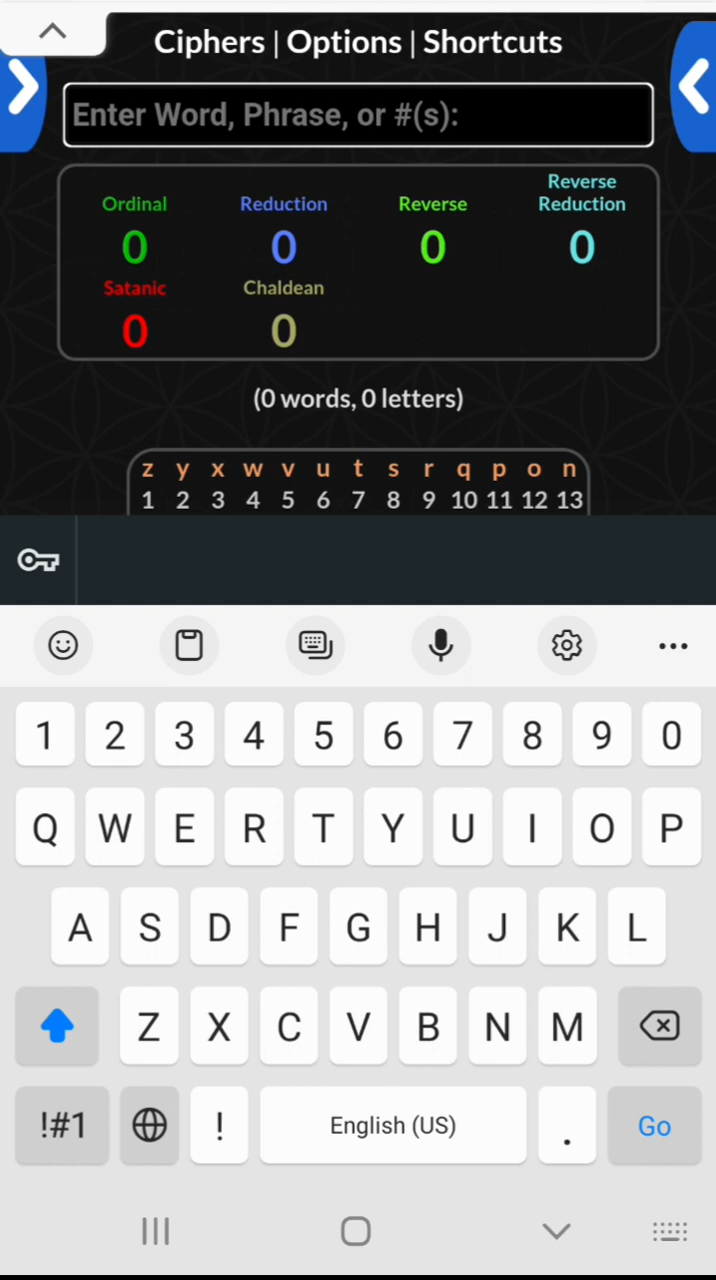 Ciphers | Options | Shortcuts
Enter Word, Phrase, or #(s):
Ordinal Reduction Reverse Reverse Reduction
0 0 0 0
Satanic Chaldean
0 0
(0 words, 0 letters)
z y x w v u t s r q p o n
1 2 3 4 5 6 7 8 9 10 11 12 13
1 2 3 4 5 6 7 8 9 0
Q W E R T Y U I O P
A S D F G H J K L
Z X C V B N M
!#1 ! English (US) . Go